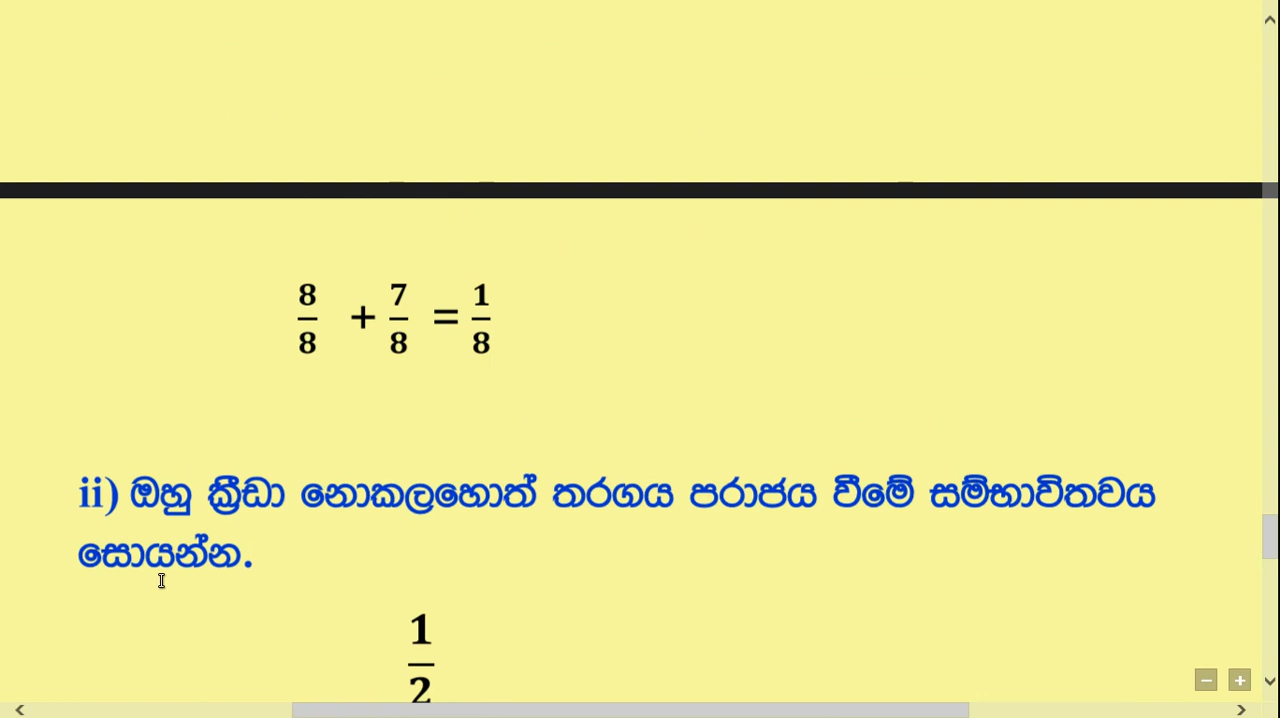 8/8 + 7/8 = 1/8
ii) ඔහු ක්‍රීඩා නොකලහොත් තරගය පරාජය වීමේ සම්භාවිතවය
සොයන්න.
1/2